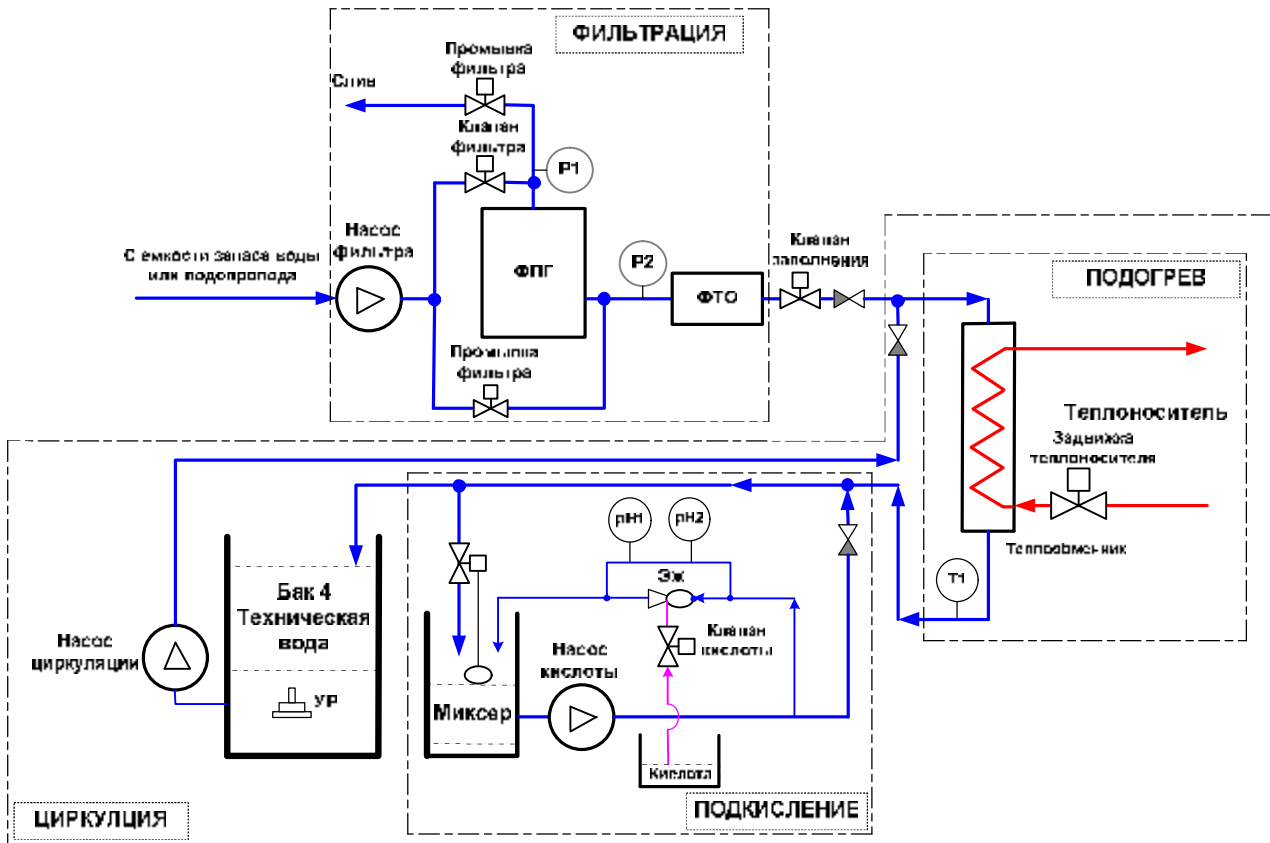 ФИЛЬТРАЦИЯ
Промывка
фильтра
Слив
Клапан
фильтра
P1
Насос
фильтра
С емкости запаса воды
или водопровода
ФПГ
P2
ФТО
Клапан
заполнения
ПОДОГРЕВ
Промывка
фильтра
Теплоноситель
Задвижка
теплоносителя
Теплообменник
T1
pH1
pH2
Эж
Клапан
кислоты
Бак 4
Техническая
вода
Насос
циркуляции
УР
Насос
кислоты
Миксер
Кислота
ПОДКИСЛЕНИЕ
ЦИРКУЛЦИЯ